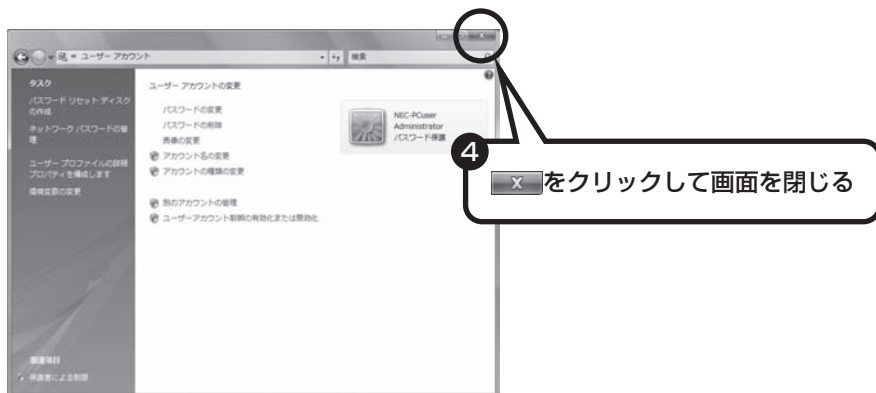 ユーザー アカウント
検索
タスク
パスワード リセット ディスク
の作成
ネットワーク パスワードの管
理
ユーザー プロファイルの詳細
プロパティを構成します
環境変数の変更
関連項目
保護者による制限
ユーザー アカウントの変更
パスワードの変更
パスワードの削除
画像の変更
アカウント名の変更
アカウントの種類の変更
別のアカウントの管理
ユーザーアカウント制御の有効化または無効化
NEC-PCuser
Administrator
パスワード保護
4
X をクリックして画面を閉じる